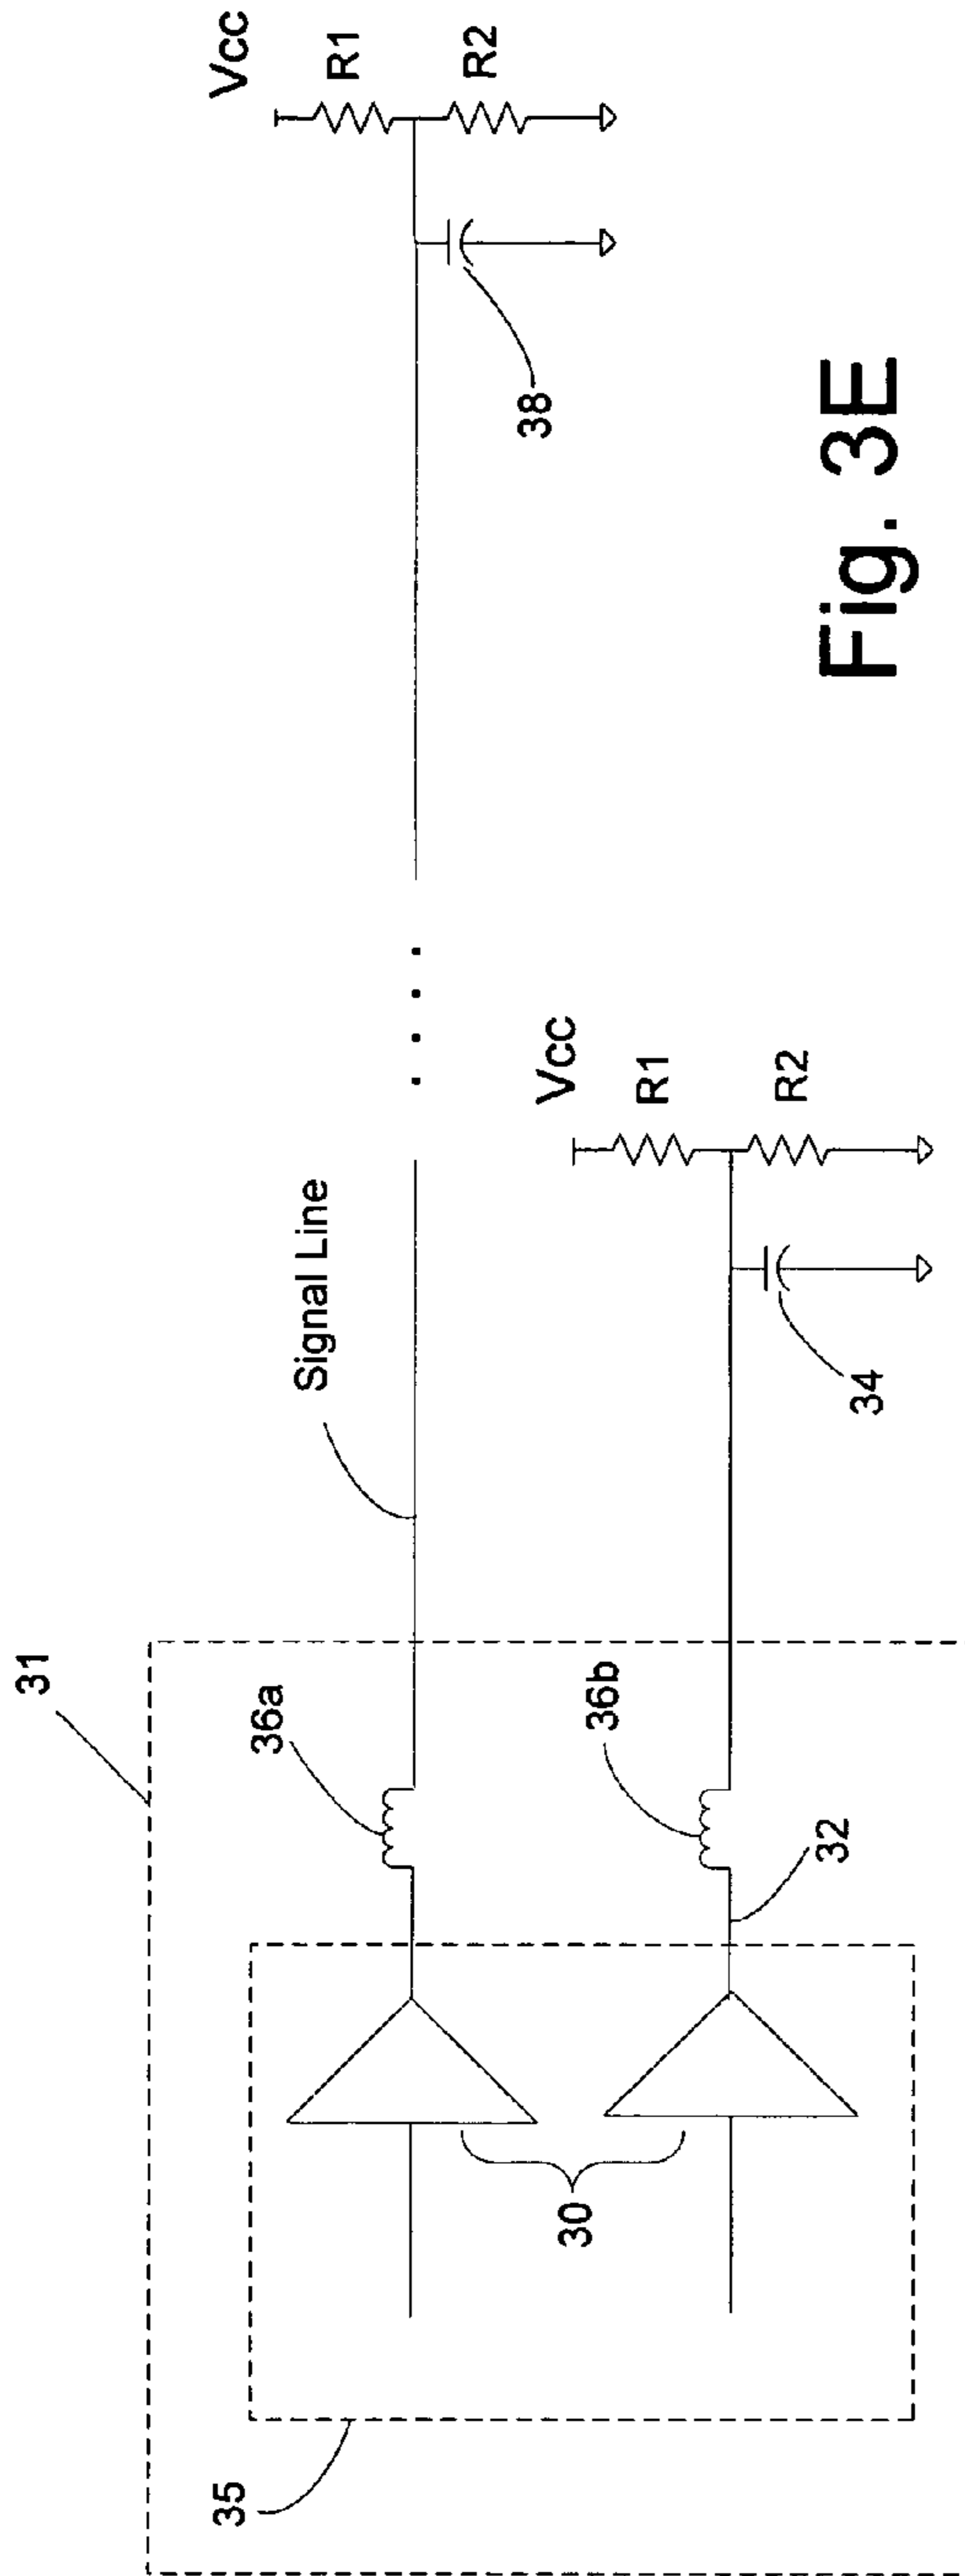 31
35
30
36a
36b
32
Signal Line
. . . .
34
Vcc
R1
R2
38
Vcc
R1
R2
Fig. 3E